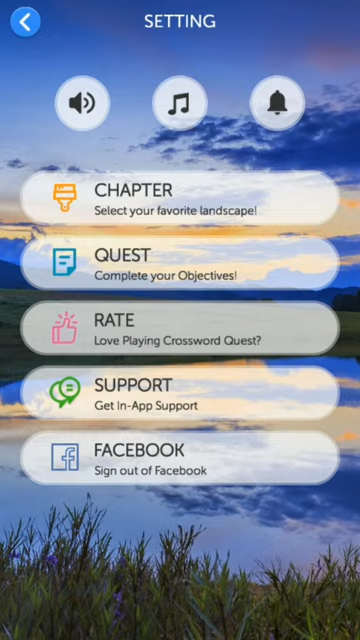 SETTING
CHAPTER
Select your favorite landscape!
QUEST
Complete your Objectives!
RATE
Love Playing Crossword Quest?
SUPPORT
Get In-App Support
FACEBOOK
Sign out of Facebook